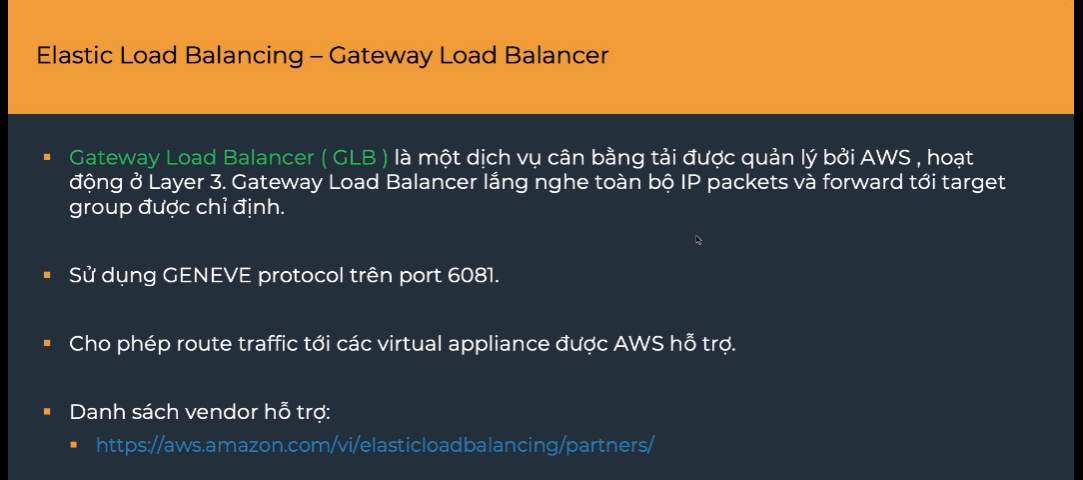 Elastic Load Balancing – Gateway Load Balancer
Gateway Load Balancer ( GLB ) là một dịch vụ cân bằng tải được quản lý bởi AWS , hoạt
động ở Layer 3. Gateway Load Balancer lắng nghe toàn bộ IP packets và forward tới target
group được chỉ định.
Sử dụng GENEVE protocol trên port 6081.
Cho phép route traffic tới các virtual appliance được AWS hỗ trợ.
Danh sách vendor hỗ trợ:
https://aws.amazon.com/vi/elasticloadbalancing/partners/